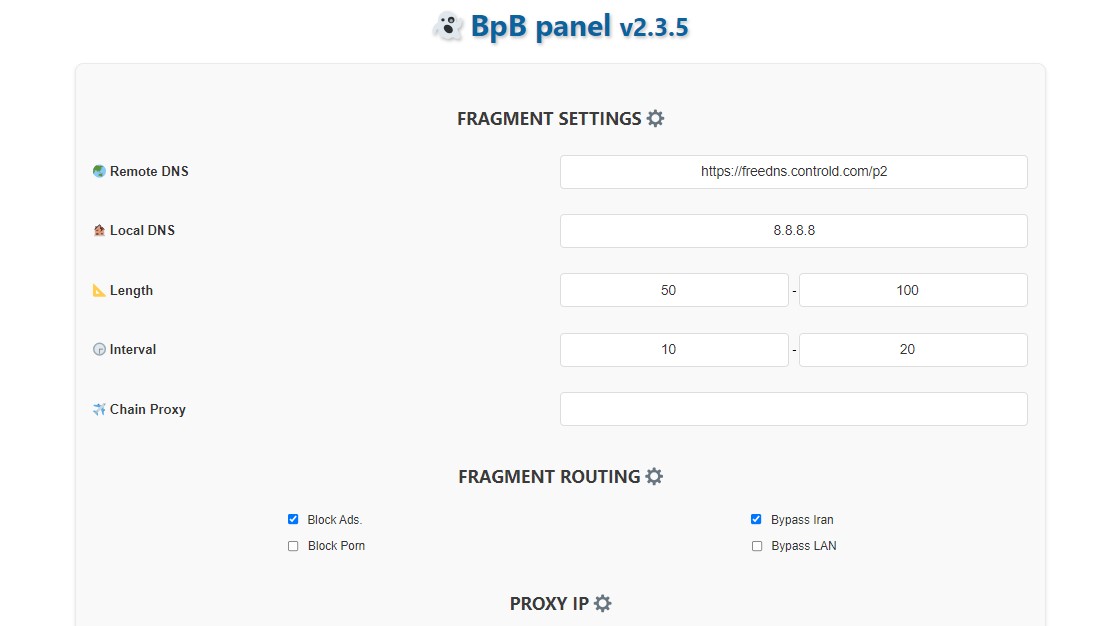 BpB panel v2.3.5
FRAGMENT SETTINGS
Remote DNS https://freedns.controld.com/p2
Local DNS 8.8.8.8
Length 50 - 100
Interval 10 - 20
Chain Proxy
FRAGMENT ROUTING
Block Ads. Bypass Iran
Block Porn Bypass LAN
PROXY IP